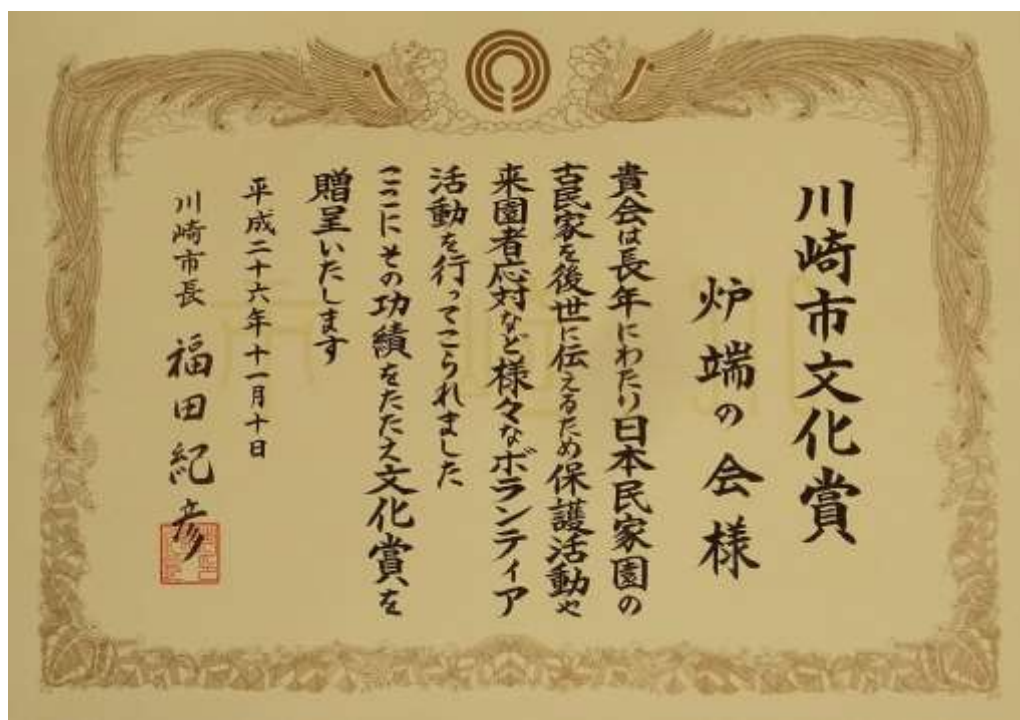 川崎市文化賞
炉端の会様
貴会は長年にわたり日本民家園の
古民家を後世に伝えるため保護活動や
来園者応対など様々なボランティア
活動を行ってこられました
ここにその功績をたたえ文化賞を
贈呈いたします
平成二十六年十一月十日
川崎市長 福田紀彦